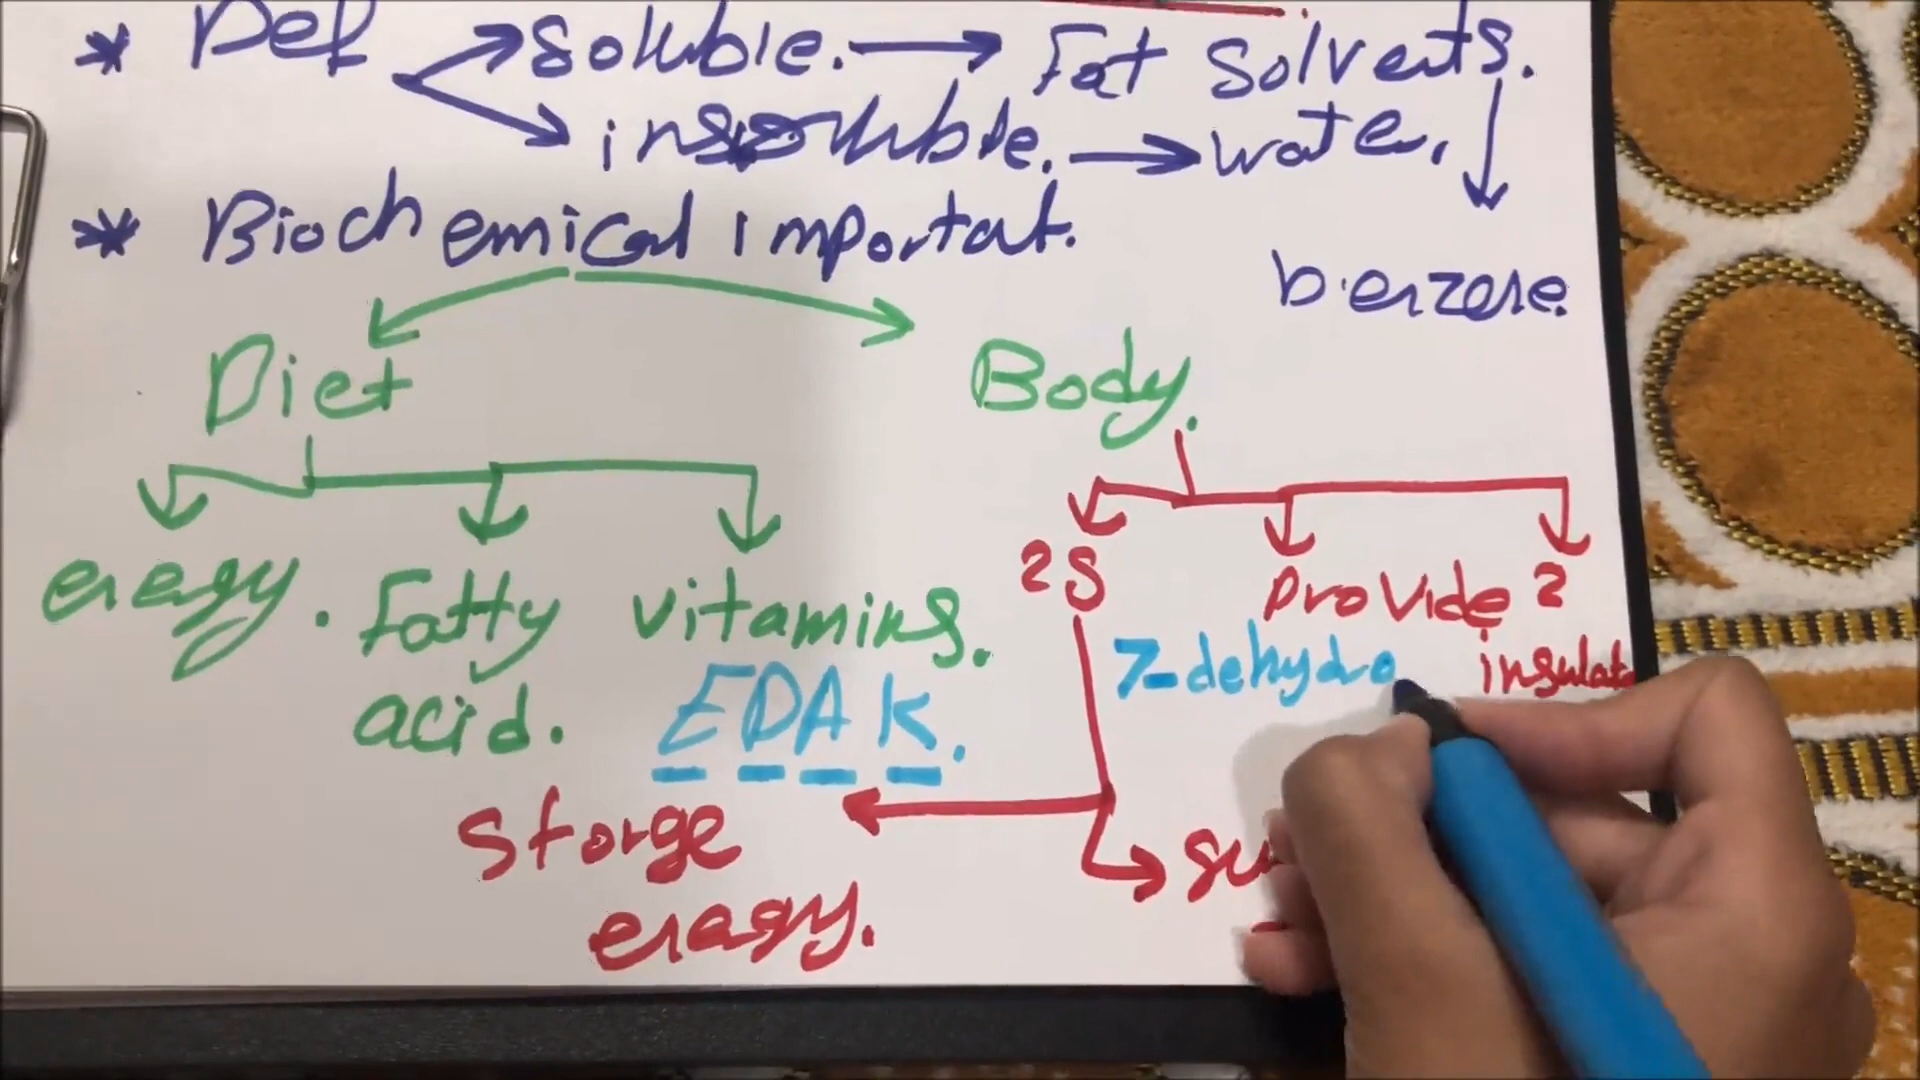 * Def soluble. → Fat Solvents.
insoluble. → water.
benzene.
* Biochemical importat.
Diet Body.
energy. Fatty acid. vitamins.
EDAK.
2S Provide 2
7-dehydro insulat
Storge
energy.